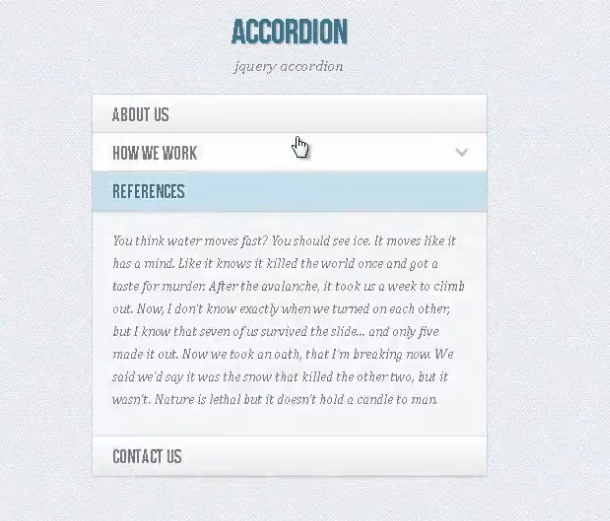 ACCORDION
jquery accordion
ABOUT US
HOW WE WORK
REFERENCES
You think water moves fast? You should see ice. It moves like it
has a mind. Like it knows it killed the world once and got a
taste for murder. After the avalanche, it took us a week to climb
out. Now, I don't know exactly when we turned on each other,
but I know that seven of us survived the slide... and only five
made it out. Now we took an oath, that I'm breaking now. We
said we'd say it was the snow that killed the other two, but it
wasn't. Nature is lethal but it doesn't hold a candle to man.
CONTACT US